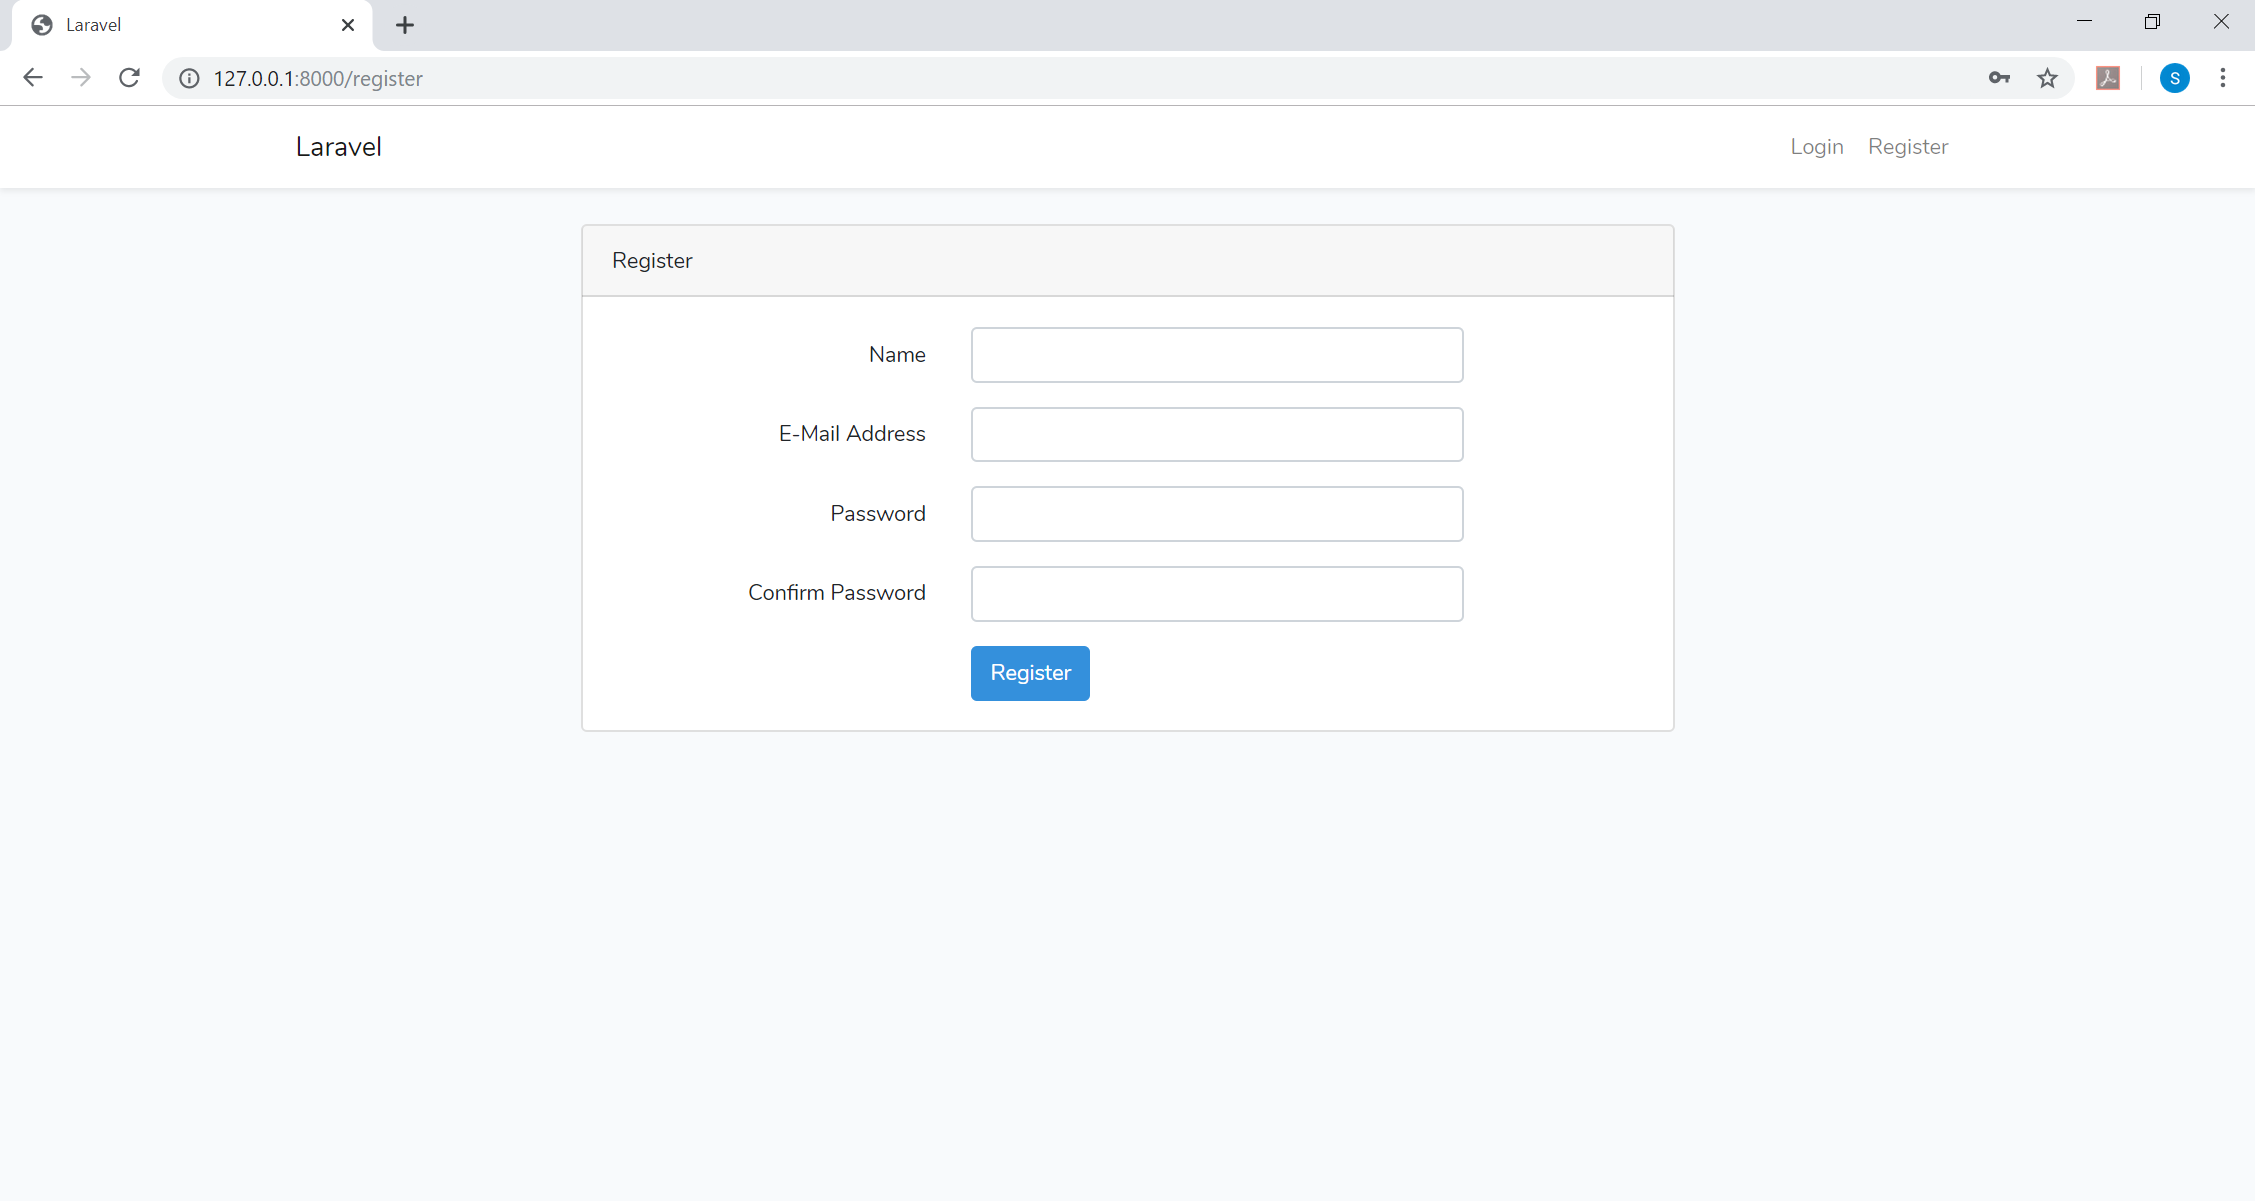 Laravel
127.0.0.1:8000/register
S
Laravel
Login Register
Register
Name
E-Mail Address
Password
Confirm Password
Register